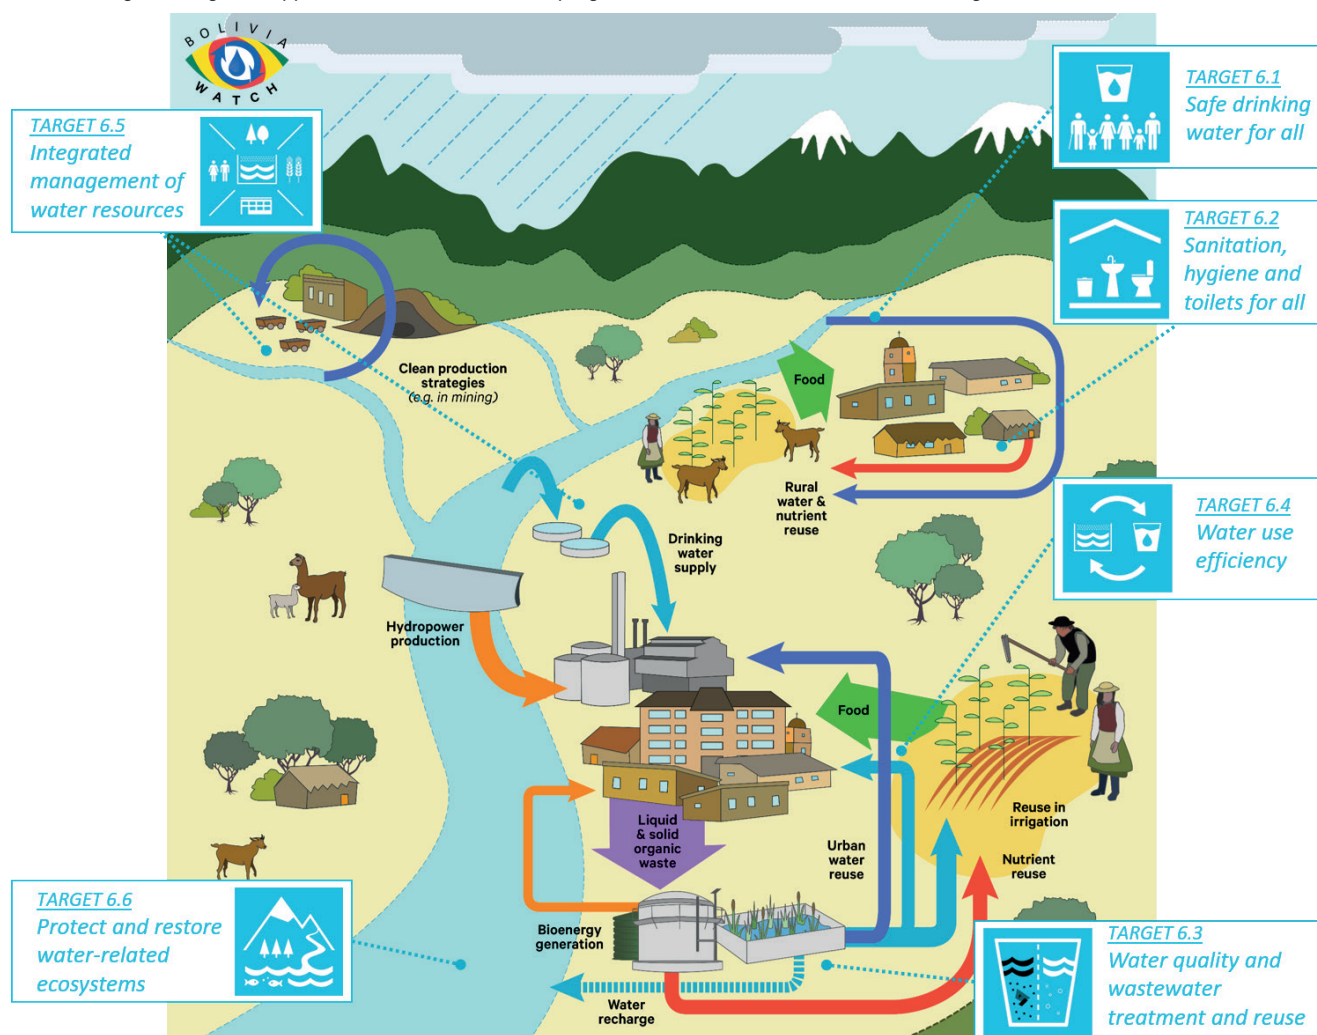 BOLIVIA
WATCH
TARGET 6.5
Integrated
management of
water resources
TARGET 6.1
Safe drinking
water for all
TARGET 6.2
Sanitation,
hygiene and
toilets for all
Clean production
strategies
(e.g. in mining)
Food
Rural
water &
nutrient
reuse
Drinking
water
supply
TARGET 6.4
Water use
efficiency
Hydropower
production
Food
Reuse in
irrigation
Liquid
& solid
organic
waste
Urban
water
reuse
Nutrient
reuse
TARGET 6.6
Protect and restore
water-related
ecosystems
Bioenergy
generation
Water
recharge
TARGET 6.3
Water quality and
wastewater
treatment and reuse